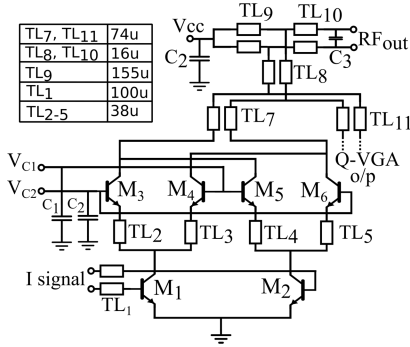 TL7, TL11 74u
TL8, TL10 16u
TL9 155u
TL1 100u
TL2-5 38u
Vcc
TL9
TL10
RFout
C2
C3
TL8
TL7
TL11
Q-VGA
o/p
VC1
VC2
C1
C2
M3
M4
M5
M6
TL2
TL3
TL4
TL5
I signal
TL1
M1
M2